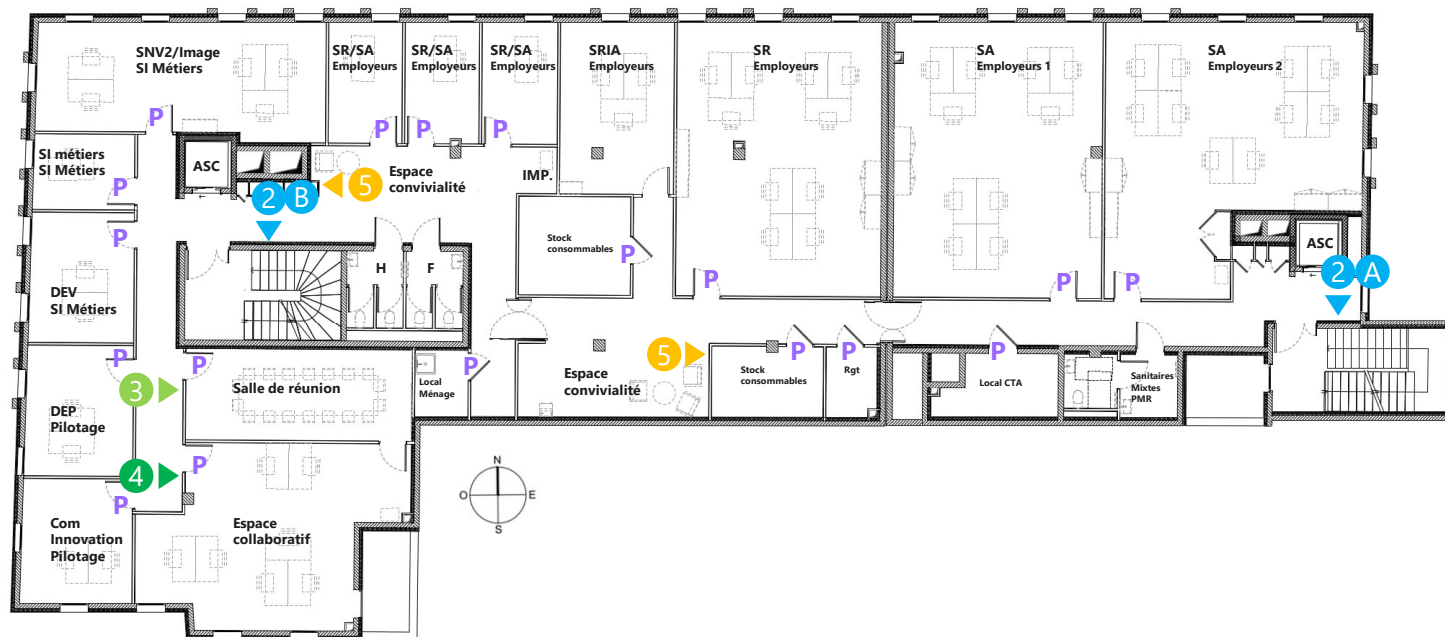 SNV2/Image
SI Métiers
SR/SA
Employeurs
SR/SA
Employeurs
SR/SA
Employeurs
SRIA
Employeurs
SR
Employeurs
SA
Employeurs 1
SA
Employeurs 2
P
P
P
P
SI métiers
SI Métiers
P
ASC
Espace
convivialité
IMP.
5
2 B
P
Stock
consommables
P
H
F
ASC
2 A
DEV
SI Métiers
P
P
P
P
3
Salle de réunion
Local
Ménage
P
Espace
convivialité
5
Stock
consommables
P
Rgt
P
Local CTA
P
Sanitaires
Mixtes
PMR
DEP
Pilotage
P
4
P
P
Com
Innovation
Pilotage
Espace
collaboratif
N
O
E
S